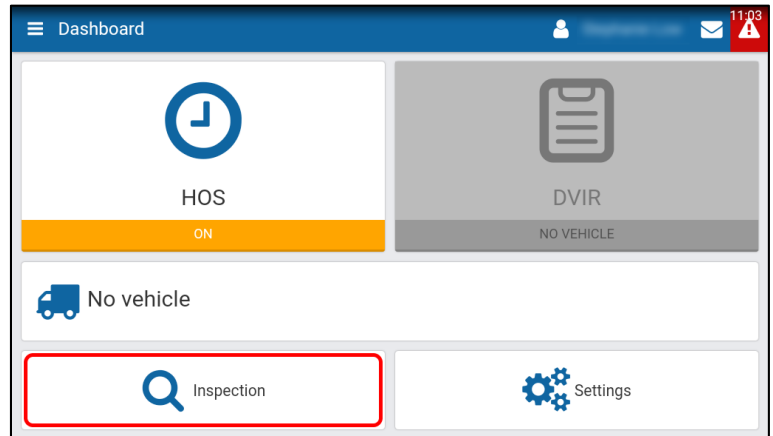 Dashboard
11:03
HOS
DVIR
ON
NO VEHICLE
No vehicle
Inspection
Settings